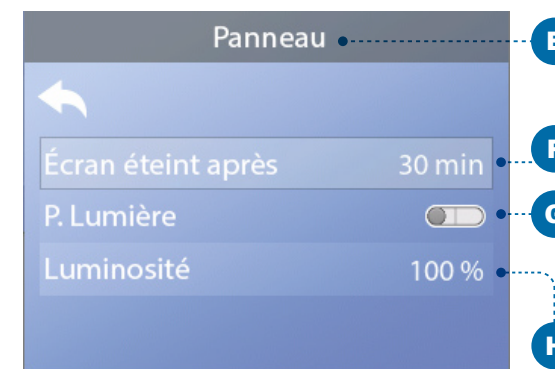 Panneau
E
Écran éteint après 30 min
F
P. Lumière
G
Luminosité 100 %
H